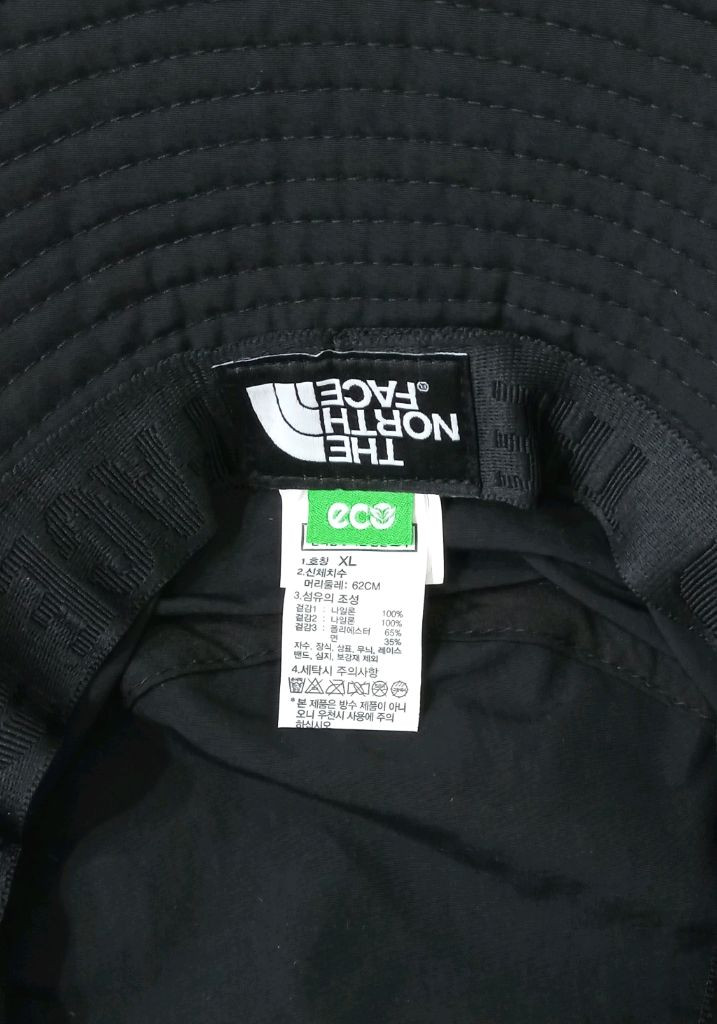 THE
NORTH
FACE®
eco
1.호칭 XL
2.신체치수
머리둘레: 62CM
3.섬유의 조성
겉감1 : 나일론 100%
겉감2 : 나일론 100%
겉감3 : 폴리에스터 65%
면 35%
자수, 장식, 상표, 무늬, 레이스
밴드, 심지, 보강재 제외
4.세탁시 주의사항
*본 제품은 방수 제품이 아니
오니 우천시 사용에 주의
하십시오